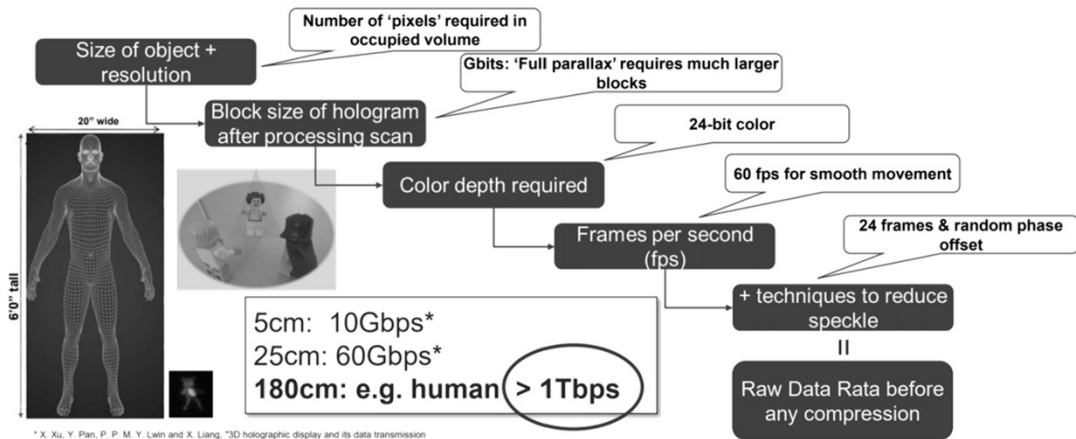 Number of 'pixels' required in
occupied volume
Size of object +
resolution
Gbits: 'Full parallax' requires much larger
blocks
Block size of hologram
after processing scan
24-bit color
Color depth required
60 fps for smooth movement
Frames per second
(fps)
24 frames & random phase
offset
+ techniques to reduce
speckle
=
Raw Data Rata before
any compression
20" wide
6'0" tall
5cm: 10Gbps*
25cm: 60Gbps*
180cm: e.g. human > 1Tbps
* X. Xu, Y. Pan, P. P. M. Y. Lwin and X. Liang, "3D holographic display and its data transmission